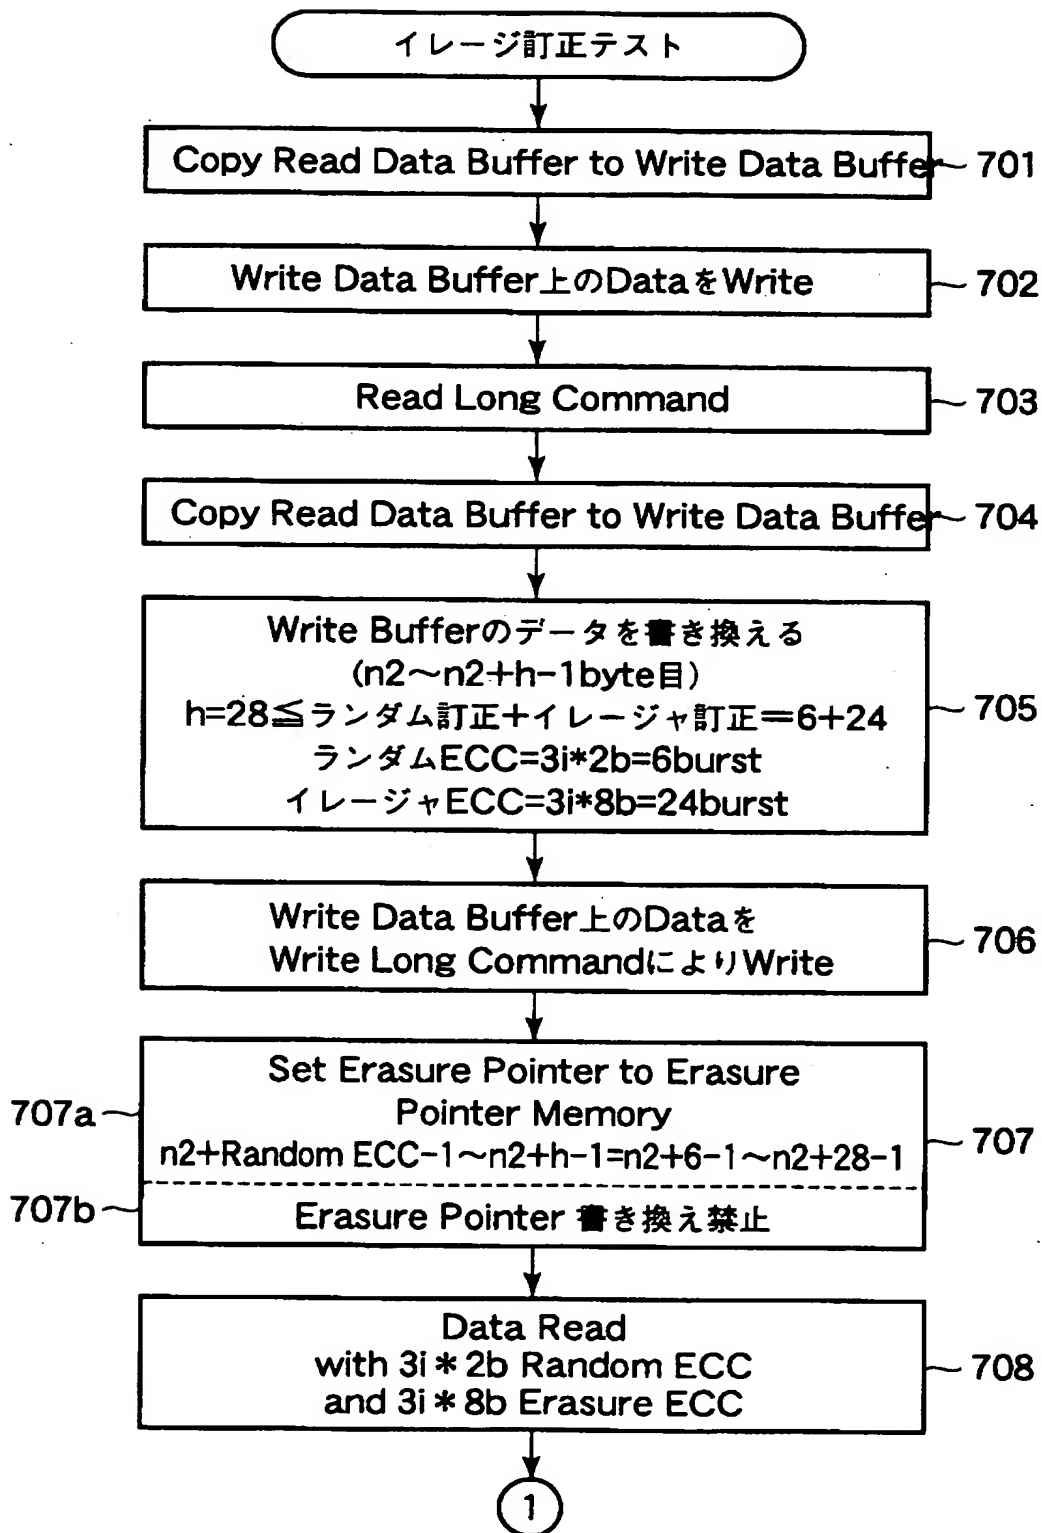 イレージ訂正テスト
Copy Read Data Buffer to Write Data Buffer
701
Write Data Buffer上のDataをWrite
702
Read Long Command
703
Copy Read Data Buffer to Write Data Buffer
704
Write Bufferのデータを書き換える
(n2～n2+h-1byte目)
h=28≦ランダム訂正+イレージャ訂正=6+24
ランダムECC=3i*2b=6burst
イレージャECC=3i*8b=24burst
705
Write Data Buffer上のDataを
Write Long CommandによりWrite
706
707a
Set Erasure Pointer to Erasure
Pointer Memory
n2+Random ECC-1～n2+h-1=n2+6-1～n2+28-1
707
707b
Erasure Pointer 書き換え禁止
Data Read
with 3i*2b Random ECC
and 3i*8b Erasure ECC
708
1